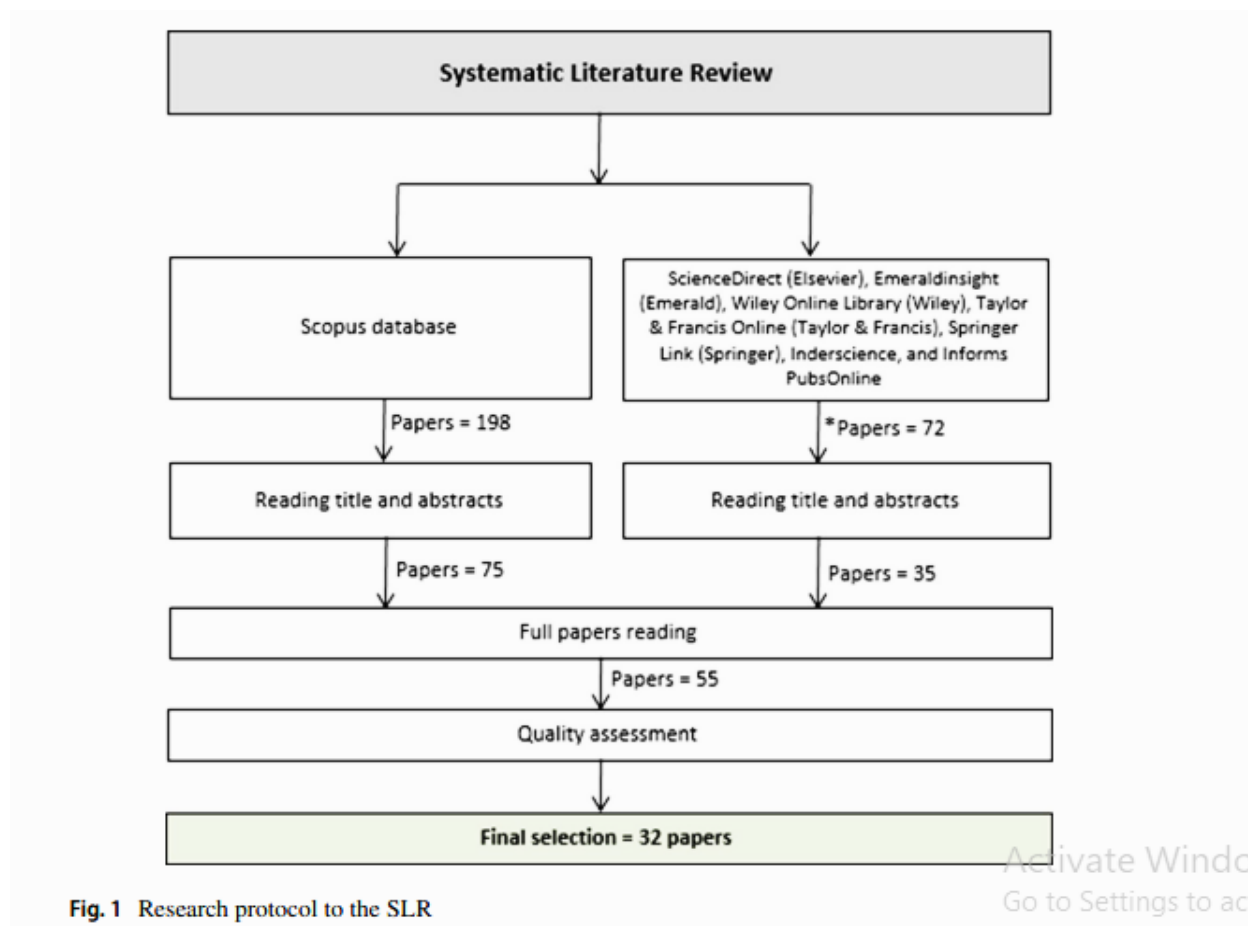 Systematic Literature Review
Scopus database
ScienceDirect (Elsevier), Emeraldinsight
(Emerald), Wiley Online Library (Wiley), Taylor
& Francis Online (Taylor & Francis), Springer
Link (Springer), Inderscience, and Informs
PubsOnline
Papers = 198
*Papers = 72
Reading title and abstracts
Reading title and abstracts
Papers = 75
Papers = 35
Full papers reading
Papers = 55
Quality assessment
Final selection = 32 papers
Activate Windo
Go to Settings to ac
Fig. 1 Research protocol to the SLR